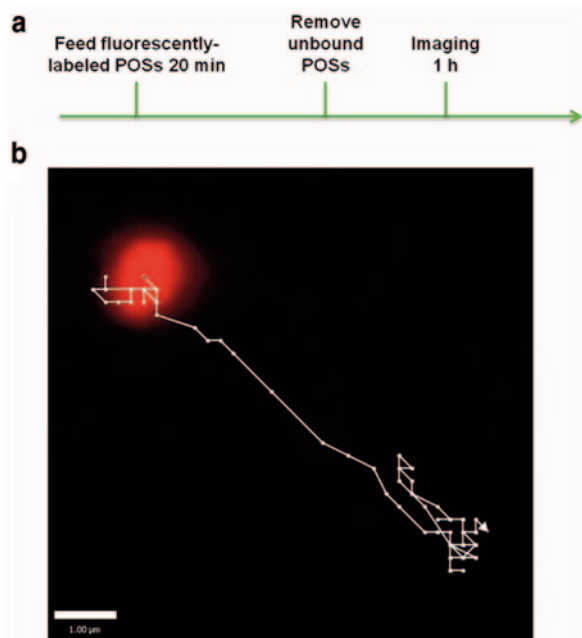 a
Feed fluorescently-
labeled POSs 20 min
Remove
unbound
POSs
Imaging
1 h
b
1.00 µm